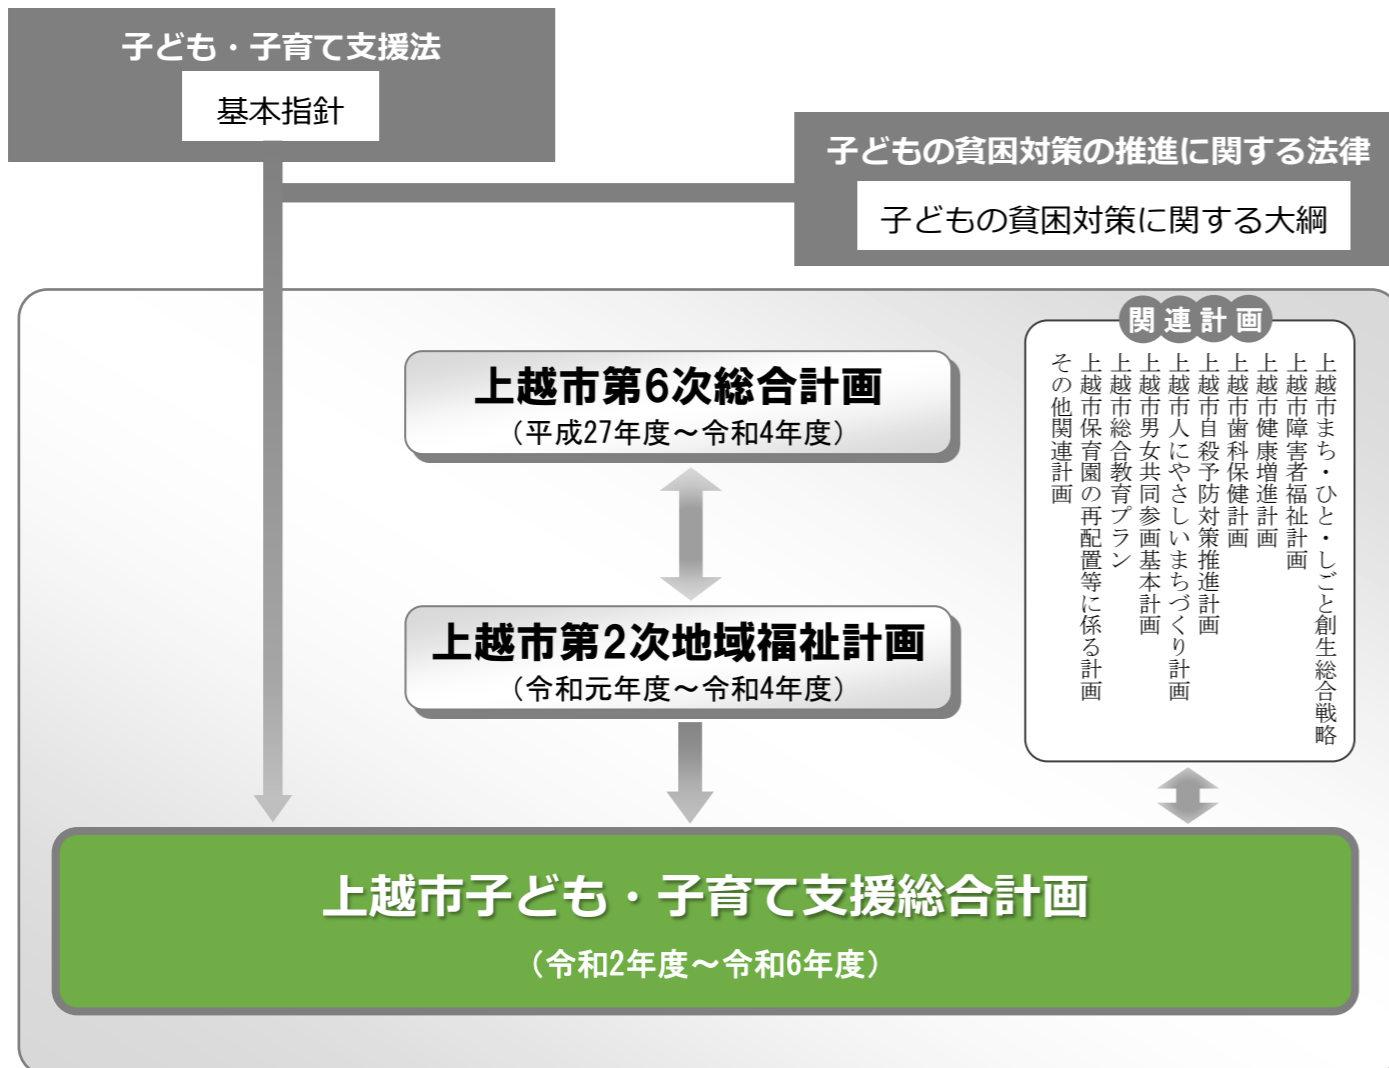 子ども・子育て支援法
基本指針
子どもの貧困対策の推進に関する法律
子どもの貧困対策に関する大綱
関連計画
上越市まち・ひと・しごと創生総合戦略
上越市障害者福祉計画
上越市健康増進計画
上越市歯科保健計画
上越市自殺予防対策推進計画
上越市人にやさしいまちづくり計画
上越市男女共同参画基本計画
上越市総合教育プラン
上越市保育園の再配置等に係る計画
その他関連計画
上越市第6次総合計画
（平成27年度～令和4年度）
上越市第2次地域福祉計画
（令和元年度～令和4年度）
上越市子ども・子育て支援総合計画
（令和2年度～令和6年度）